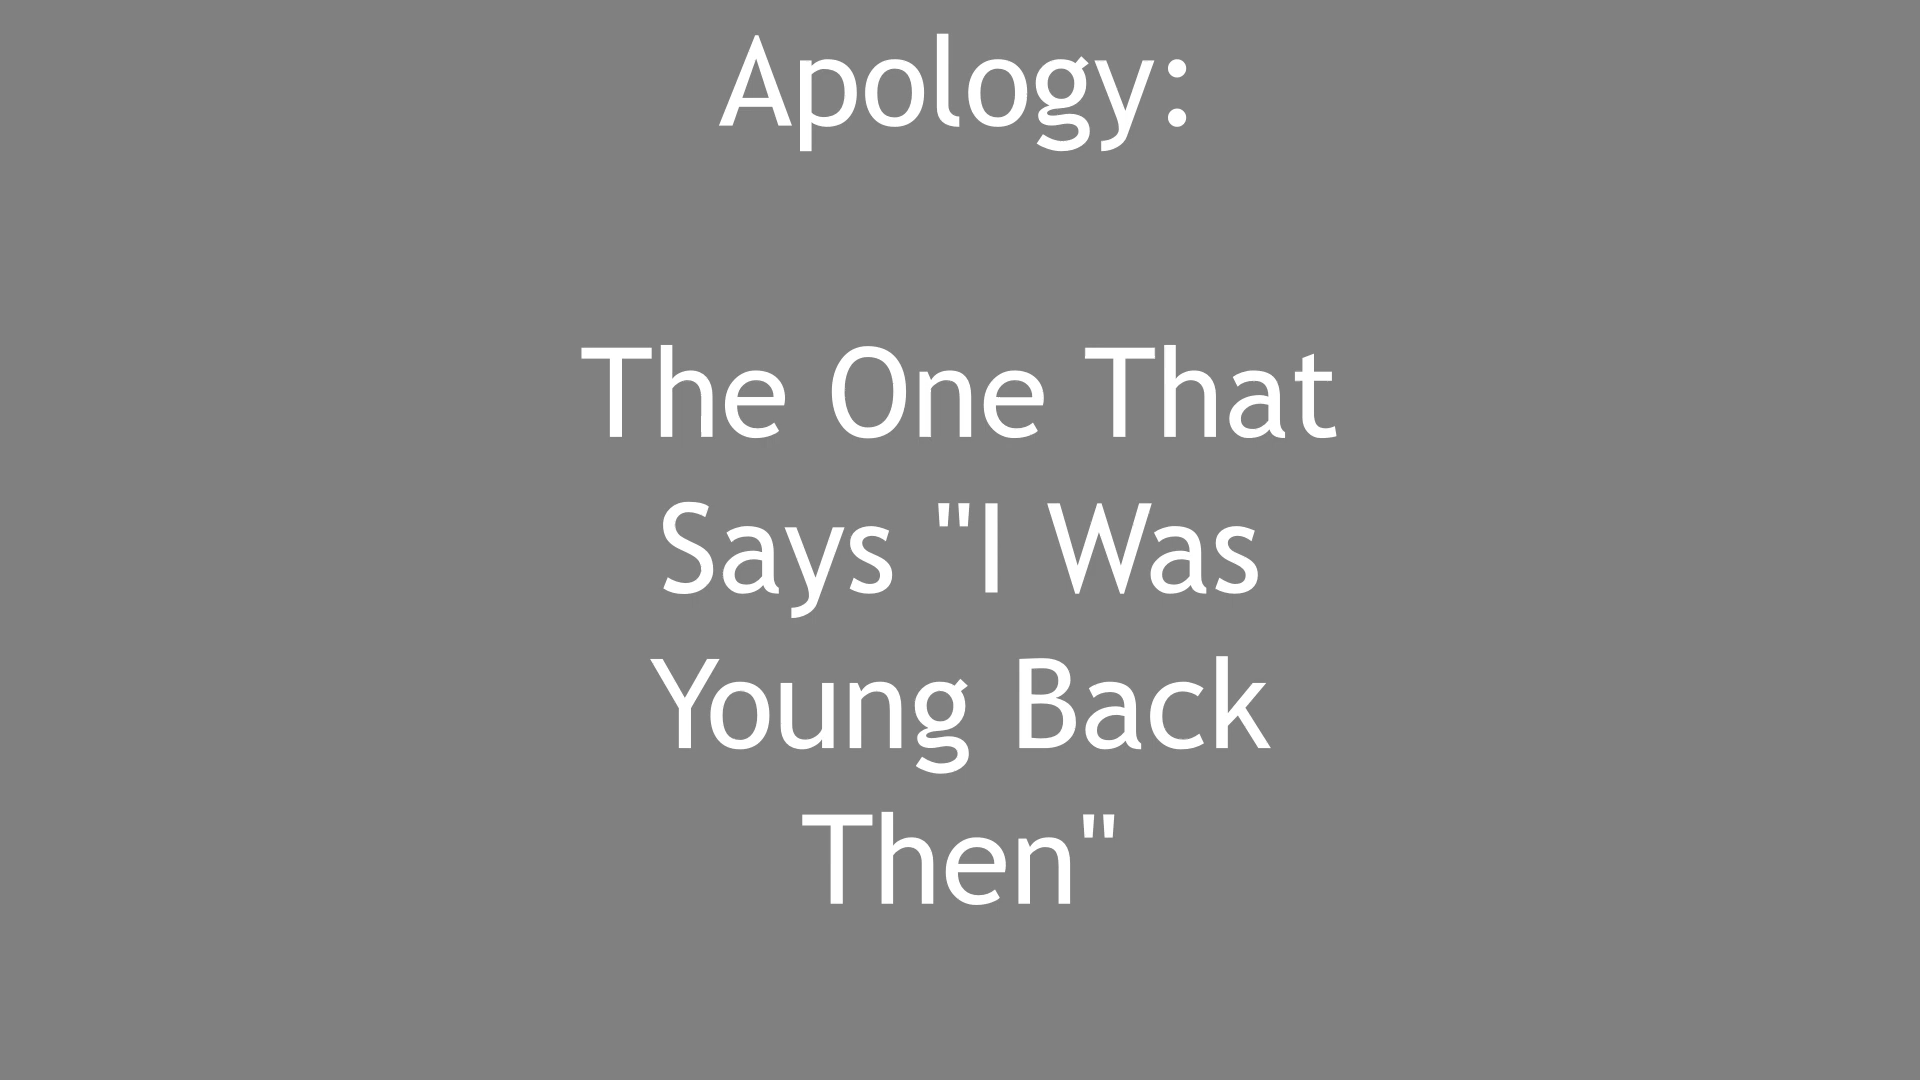 Apology:
The One That
Says "I Was
Young Back
Then"